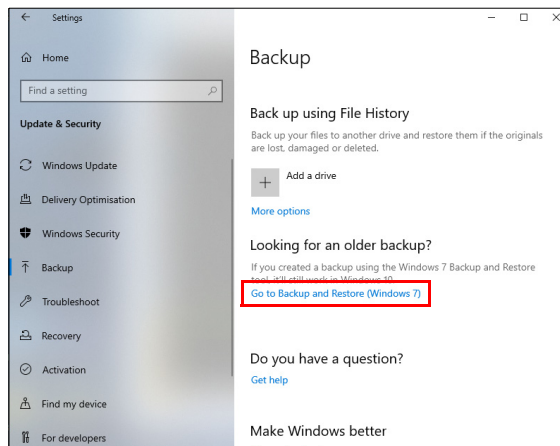 Settings
Home
Find a setting
Update & Security
Windows Update
Delivery Optimisation
Windows Security
Backup
Troubleshoot
Recovery
Activation
Find my device
For developers
Backup
Back up using File History
Back up your files to another drive and restore them if the originals
are lost, damaged or deleted.
Add a drive
More options
Looking for an older backup?
If you created a backup using the Windows 7 Backup and Restore
tool, it'll still work in Windows 10.
Go to Backup and Restore (Windows 7)
Do you have a question?
Get help
Make Windows better